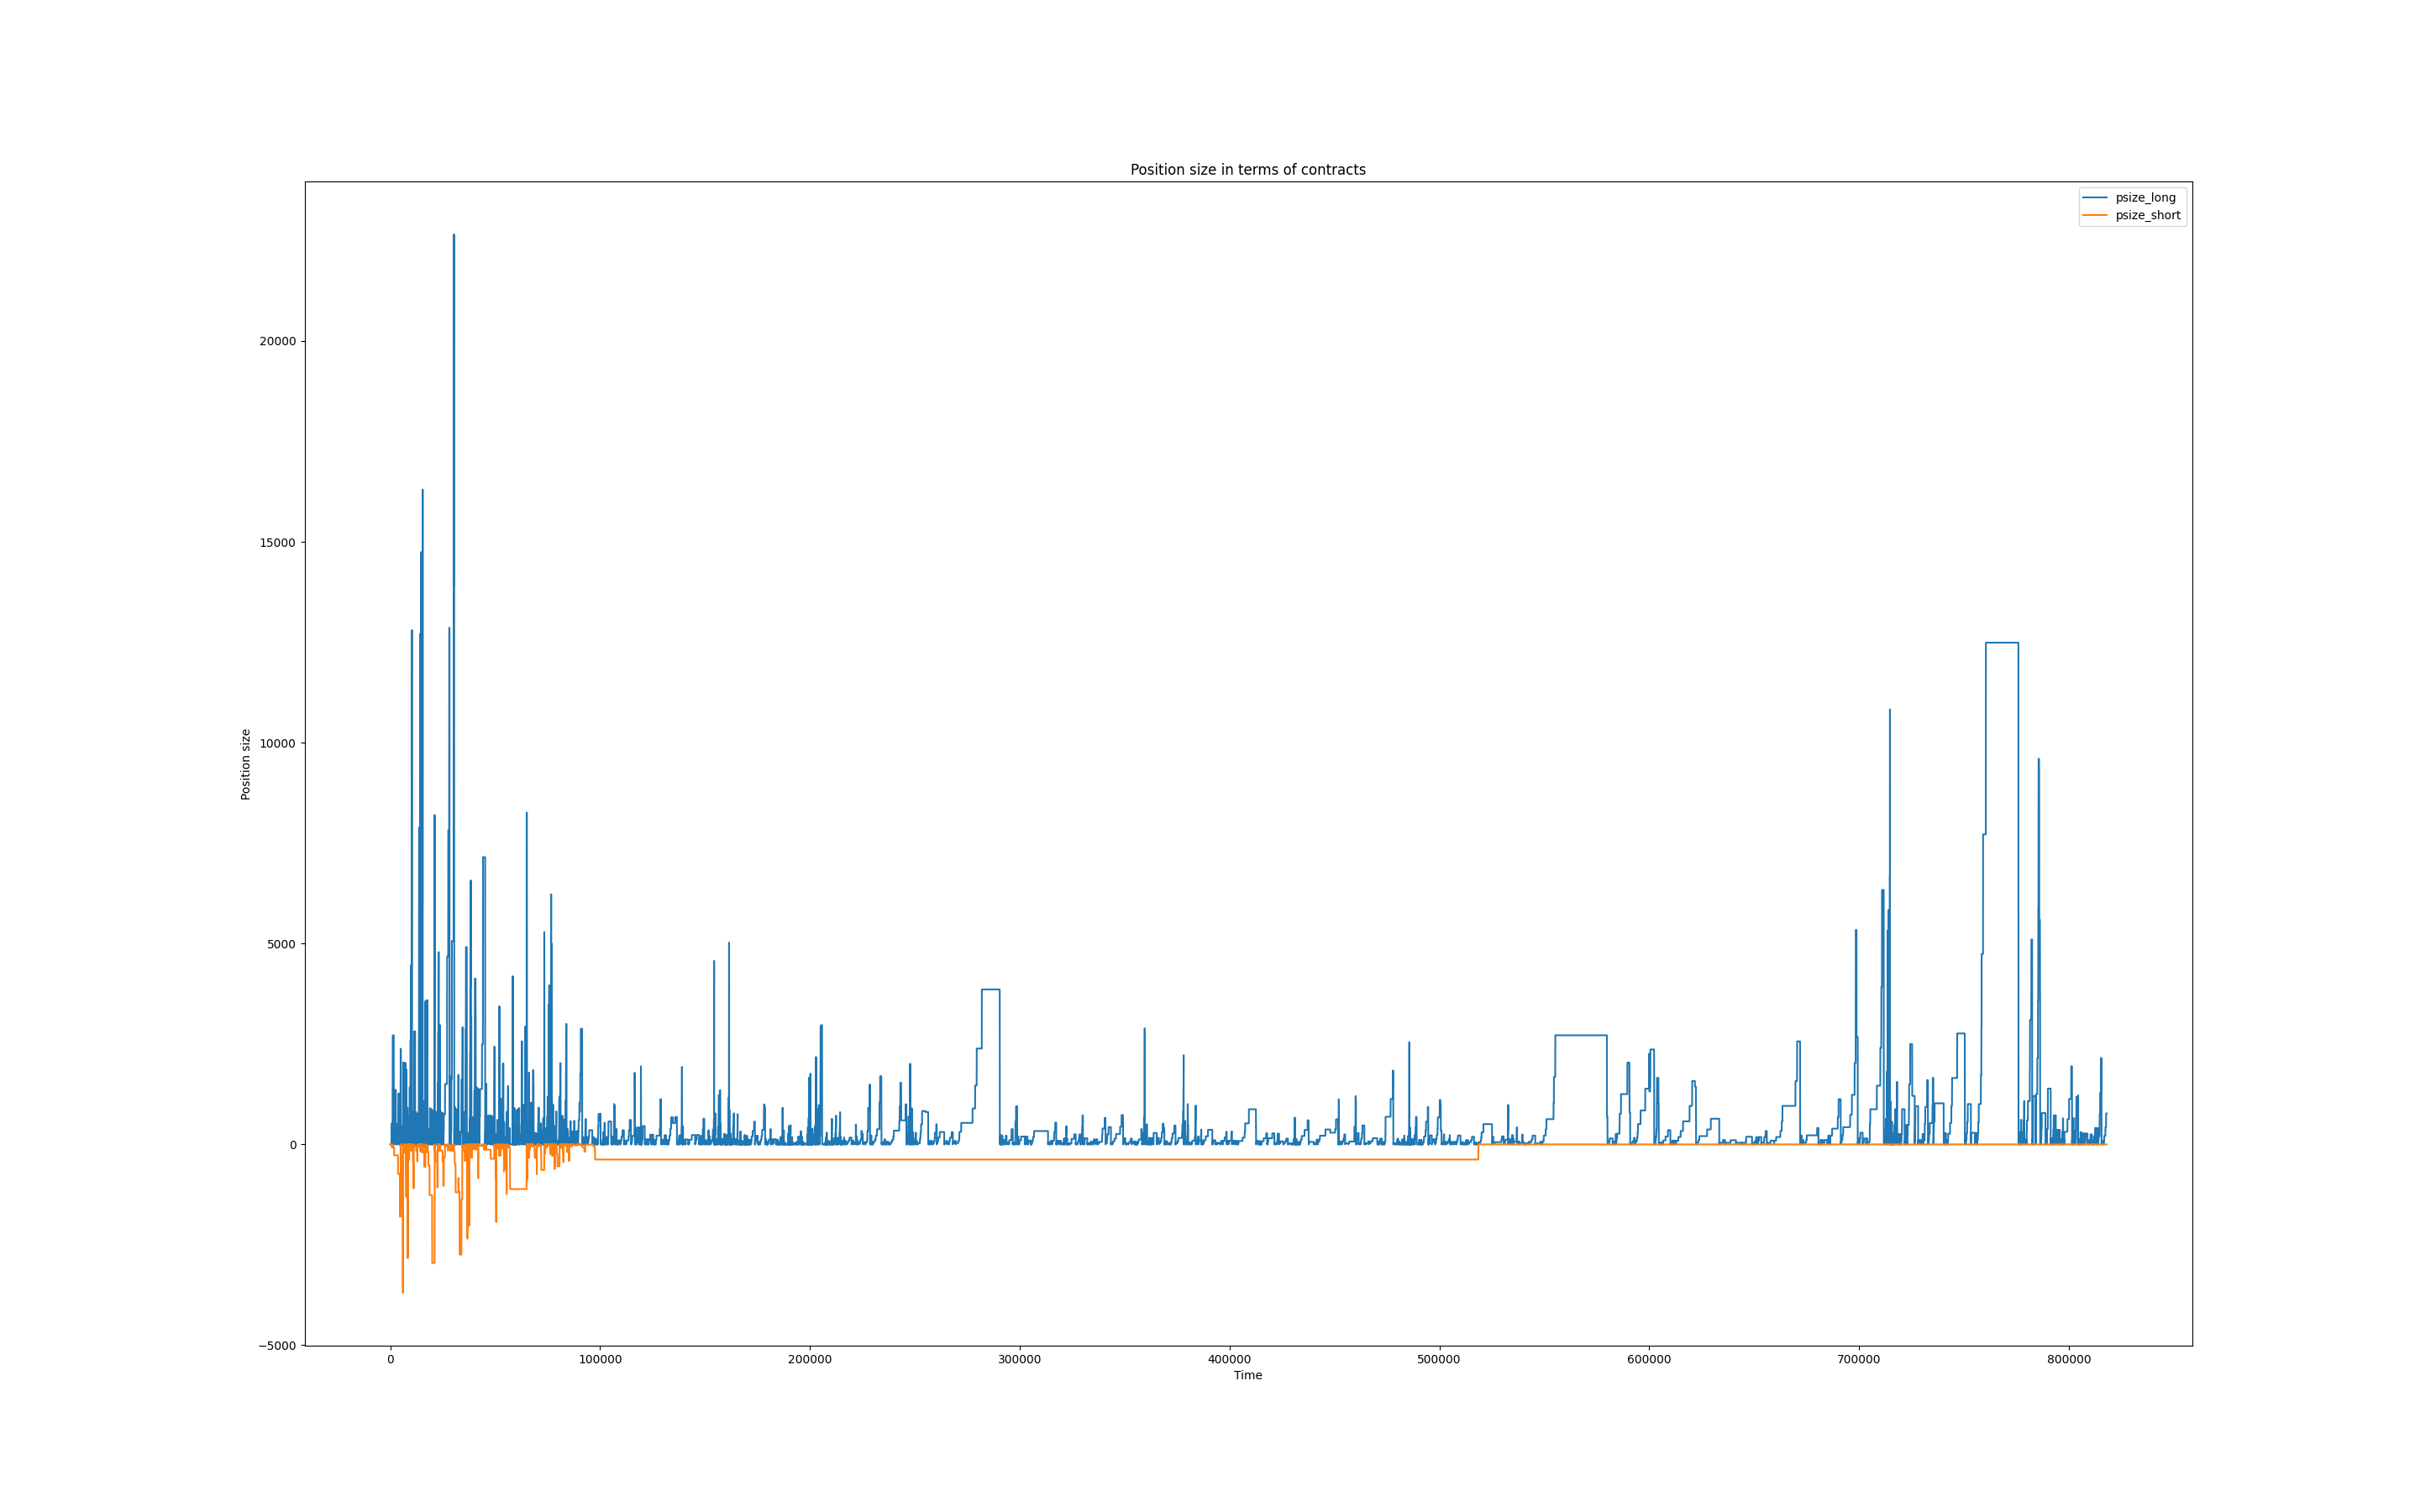 Position size in terms of contracts
psize_long
psize_short
20000
15000
10000
5000
0
−5000
Position size
0 100000 200000 300000 400000 500000 600000 700000 800000
Time